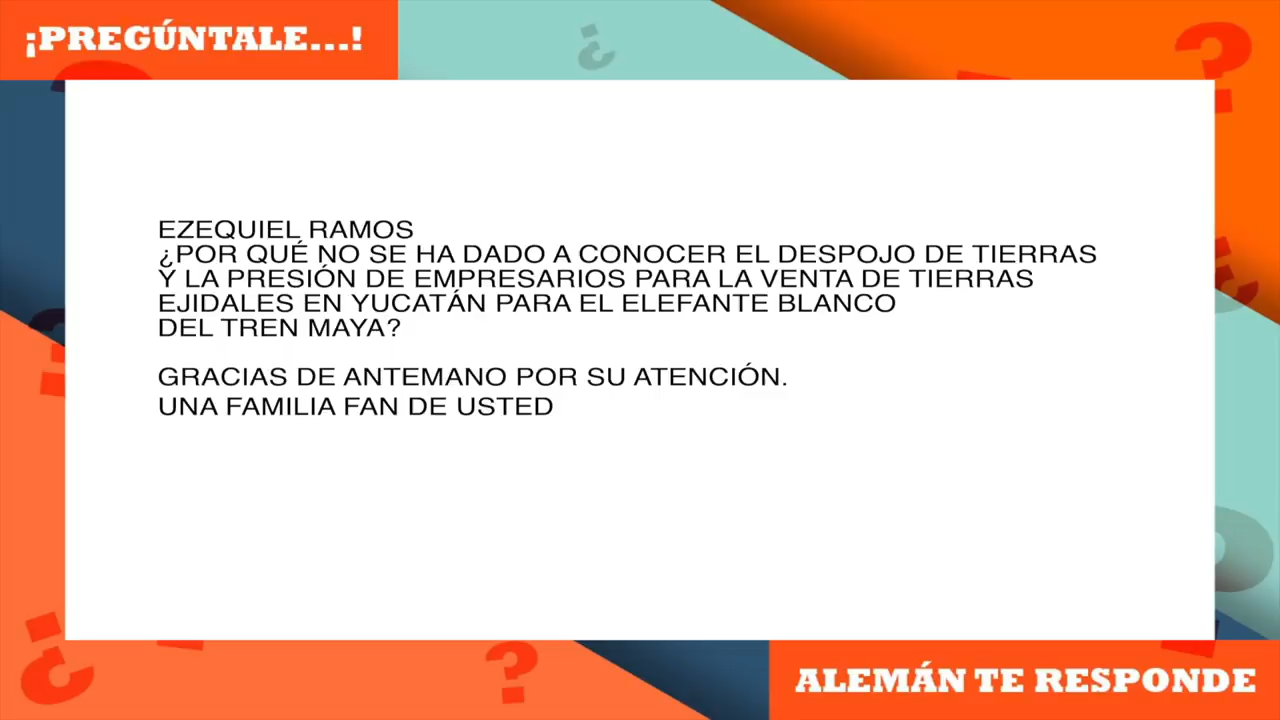 ¡PREGÚNTALE...!
EZEQUIEL RAMOS
¿POR QUÉ NO SE HA DADO A CONOCER EL DESPOJO DE TIERRAS
Y LA PRESIÓN DE EMPRESARIOS PARA LA VENTA DE TIERRAS
EJIDALES EN YUCATÁN PARA EL ELEFANTE BLANCO
DEL TREN MAYA?
GRACIAS DE ANTEMANO POR SU ATENCIÓN.
UNA FAMILIA FAN DE USTED
ALEMÁN TE RESPONDE